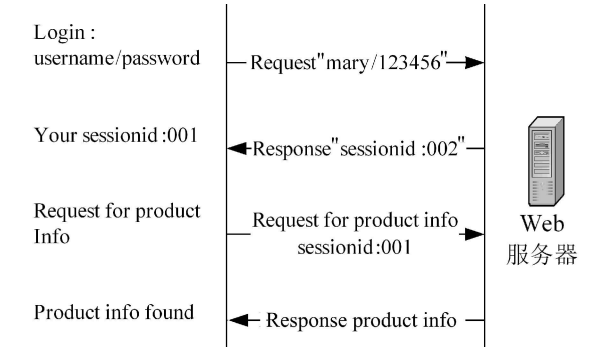 Login :
username/password
Request"mary/123456"
Your sessionid :001
Response"sessionid :002"
Request for product
Info
Request for product info
sessionid:001
Web
服务器
Product info found
Response product info